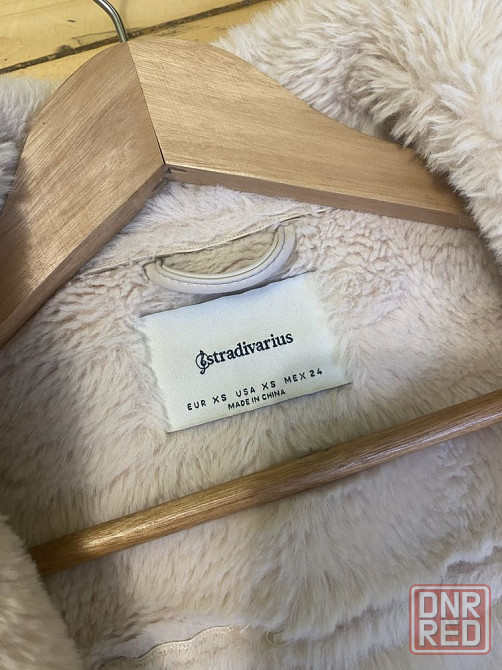 stradivarius
EUR XS USA XS MEX 24
MADE IN CHINA
DNR
RED